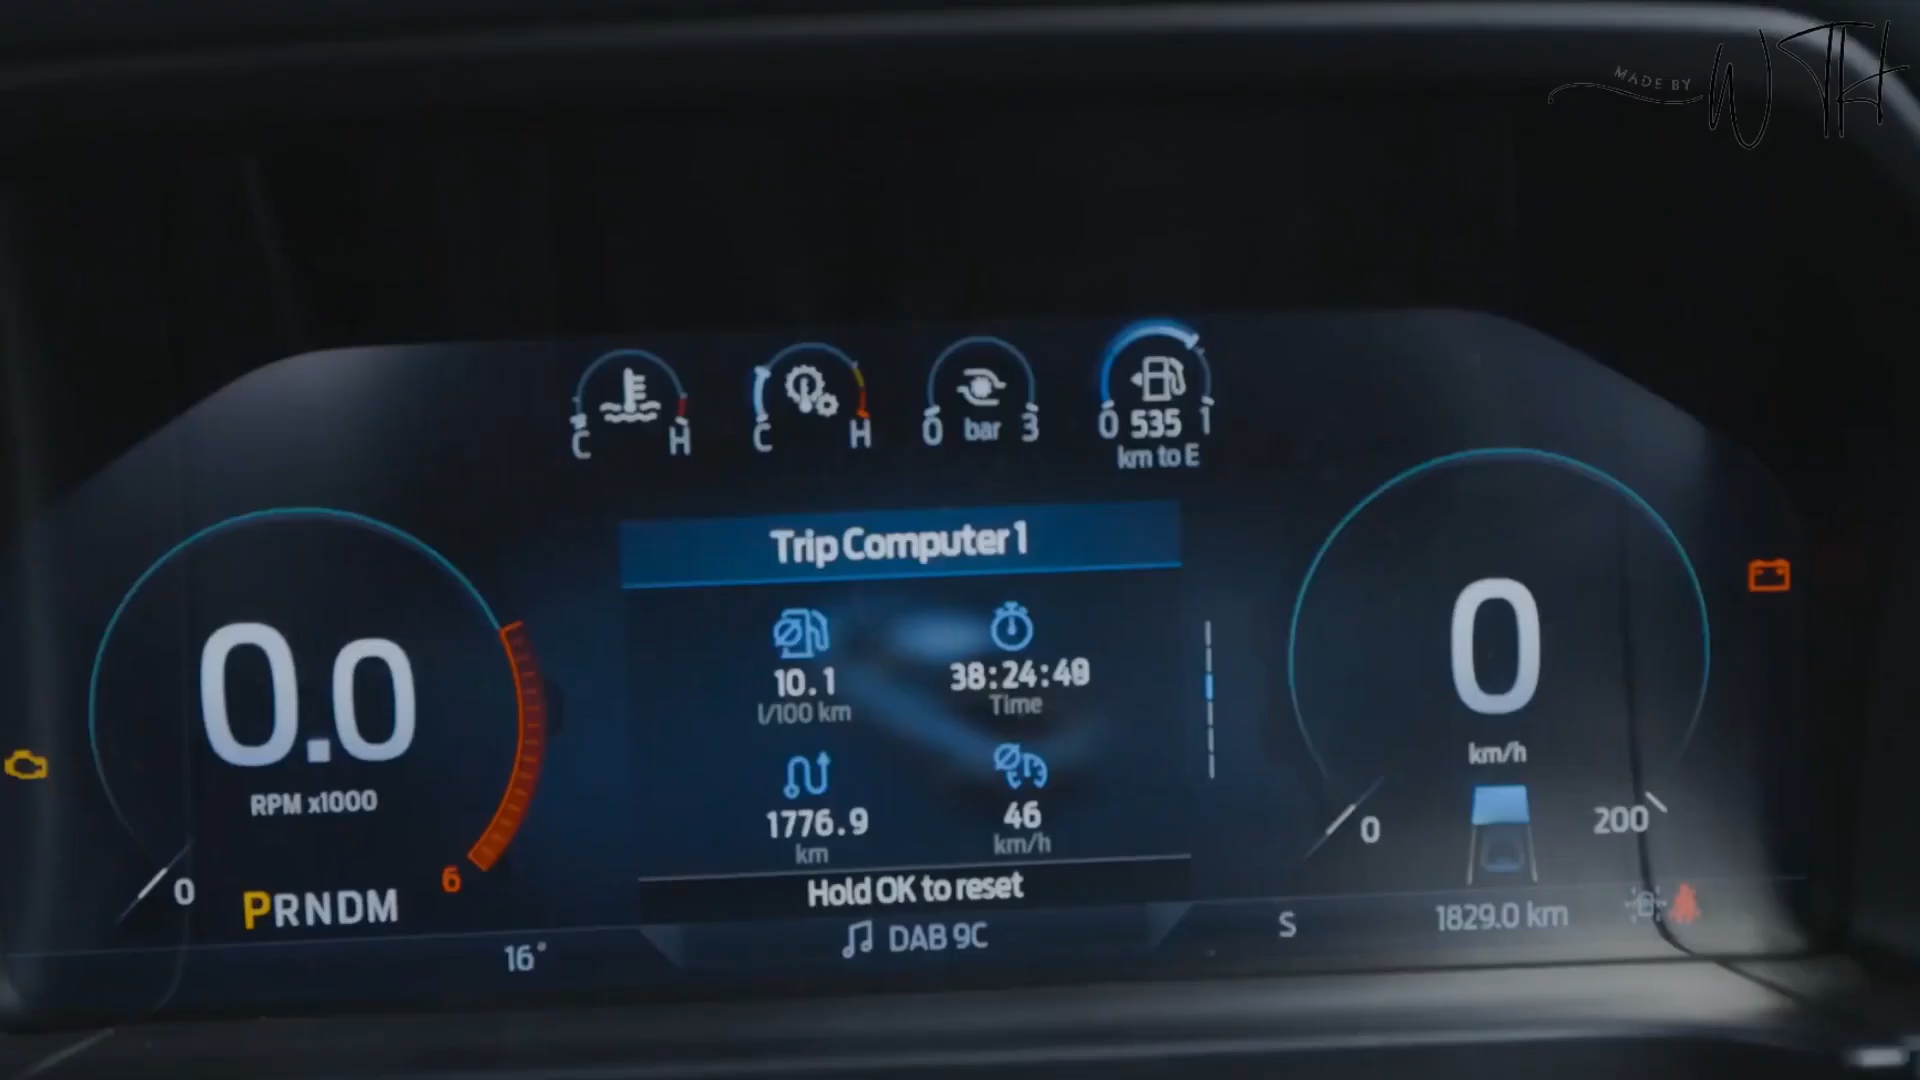 MADE BY WTH
C H
C H
0 bar 3
0 535 1
km to E
Trip Computer 1
10.1
l/100 km
38:24:48
Time
1776.9
km
46
km/h
Hold OK to reset
DAB 9C
0.0
RPM x1000
0
6
PRNDM
16°
0
km/h
0
200
S
1829.0 km